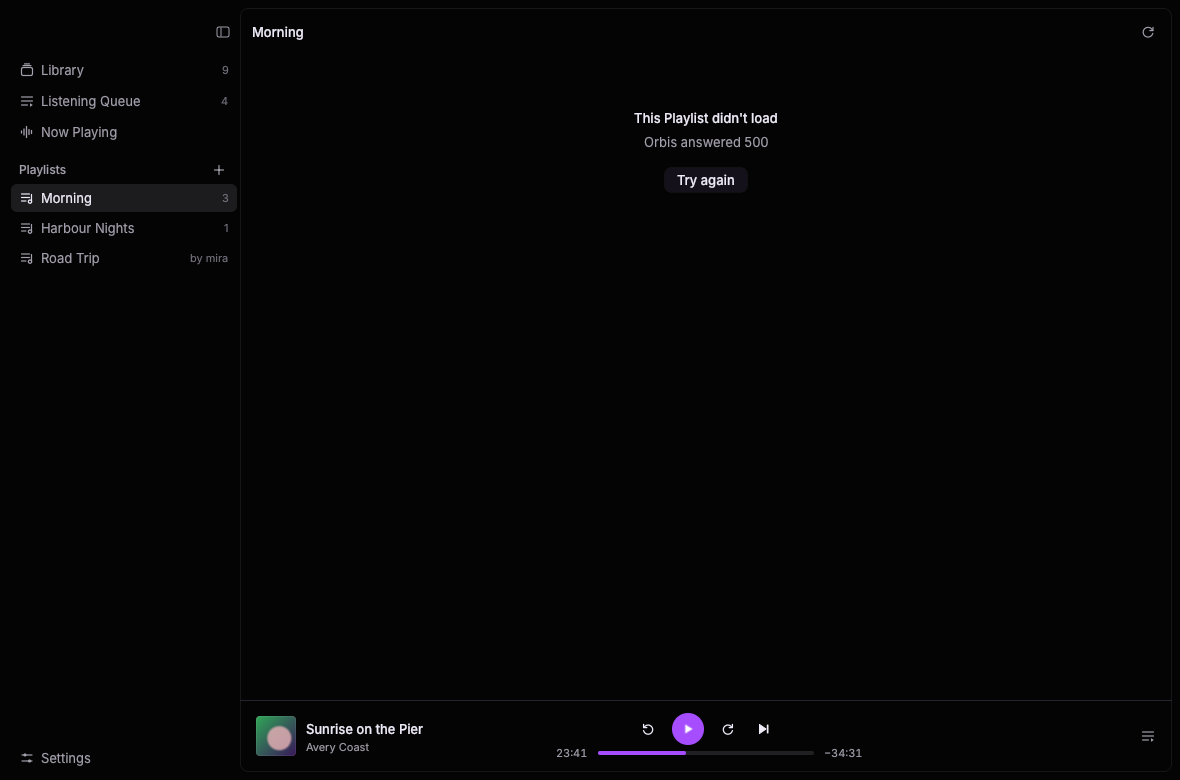 Morning
Library 9
Listening Queue 4
Now Playing
Playlists
Morning 3
Harbour Nights 1
Road Trip by mira
Settings
This Playlist didn't load
Orbis answered 500
Try again
Sunrise on the Pier
Avery Coast
23:41 −34:31